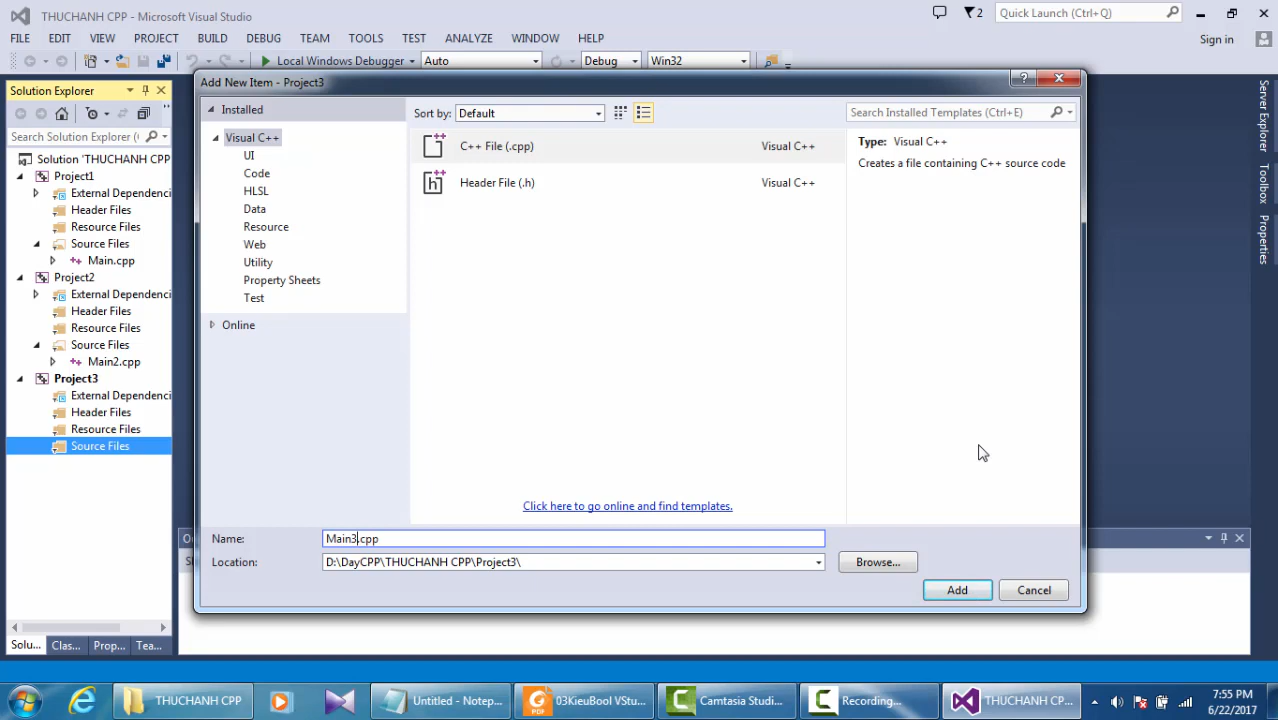 THUCHANH CPP - Microsoft Visual Studio
2
Quick Launch (Ctrl+Q)
FILE EDIT VIEW PROJECT BUILD DEBUG TEAM TOOLS TEST ANALYZE WINDOW HELP
Sign in
Local Windows Debugger Auto Debug Win32
Solution Explorer
Search Solution Explorer (
Solution 'THUCHANH CPP
Project1
External Dependenci
Header Files
Resource Files
Source Files
Main.cpp
Project2
External Dependenci
Header Files
Resource Files
Source Files
Main2.cpp
Project3
External Dependenci
Header Files
Resource Files
Source Files
Solu... Clas... Prop... Tea...
Add New Item - Project3
Installed
Visual C++
UI
Code
HLSL
Data
Resource
Web
Utility
Property Sheets
Test
Online
Sort by: Default
Search Installed Templates (Ctrl+E)
C++ File (.cpp) Visual C++
Header File (.h) Visual C++
Type: Visual C++
Creates a file containing C++ source code
Click here to go online and find templates.
Name: Main3.cpp
Location: D:\DayCPP\THUCHANH CPP\Project3\
Browse...
Add Cancel
Server Explorer
Toolbox
Properties
THUCHANH CPP
Untitled - Notep...
03KieuBool VStu...
Camtasia Studi...
Recording...
THUCHANH CP...
7:55 PM
6/22/2017